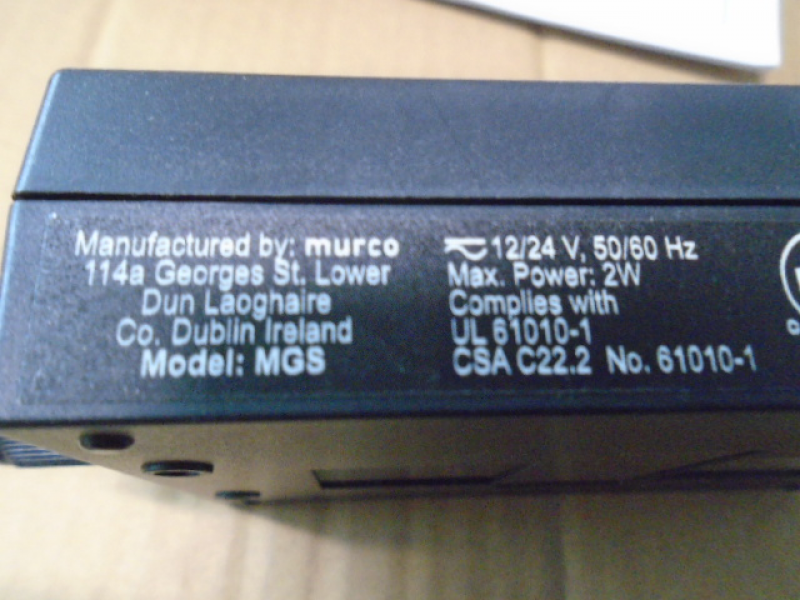 Manufactured by: murco
114a Georges St. Lower
Dun Laoghaire
Co. Dublin Ireland
Model: MGS
12/24 V, 50/60 Hz
Max. Power: 2W
Complies with
UL 61010-1
CSA C22.2 No. 61010-1